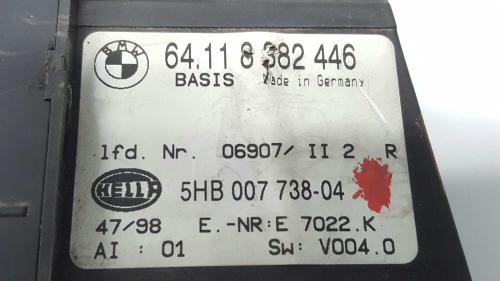 BMW
64.11 8 382 446
BASIS Made in Germany
lfd. Nr. 06907/ II 2 R
HELLA 5HB 007 738-04
47/98 E.-NR:E 7022.K
AI : 01 SW: V004.0